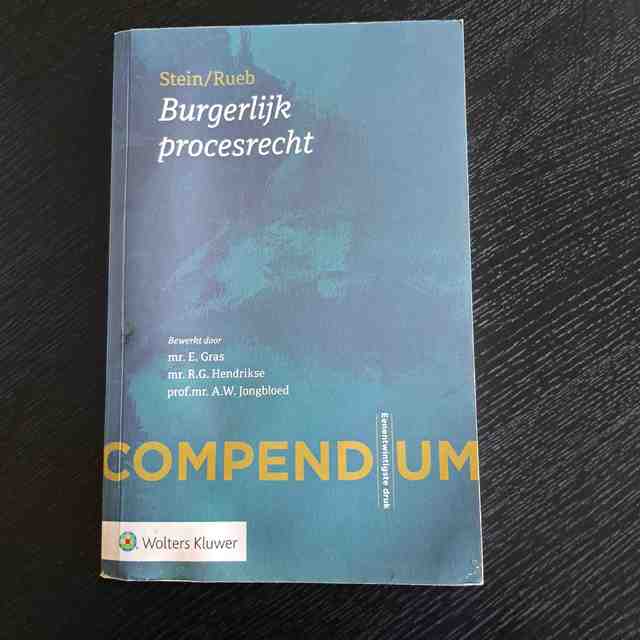 Stein/Rueb
Burgerlijk
procesrecht
Bewerkt door
mr. E. Gras
mr. R.G. Hendrikse
prof.mr. A.W. Jongbloed
COMPENDIUM
Eenentwintigste druk
Wolters Kluwer